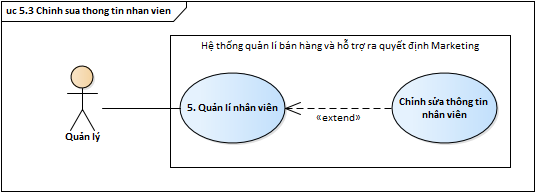 uc 5.3 Chinh sua thong tin nhan vien
Hệ thống quản lí bán hàng và hỗ trợ ra quyết định Marketing
5. Quản lí nhân viên
Chỉnh sửa thông tin
nhân viên
«extend»
Quản lý